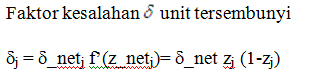 Faktor kesalahan δ unit tersembunyi
δj = δ_netj f'(z_netj)= δ_net zj (1-zj)